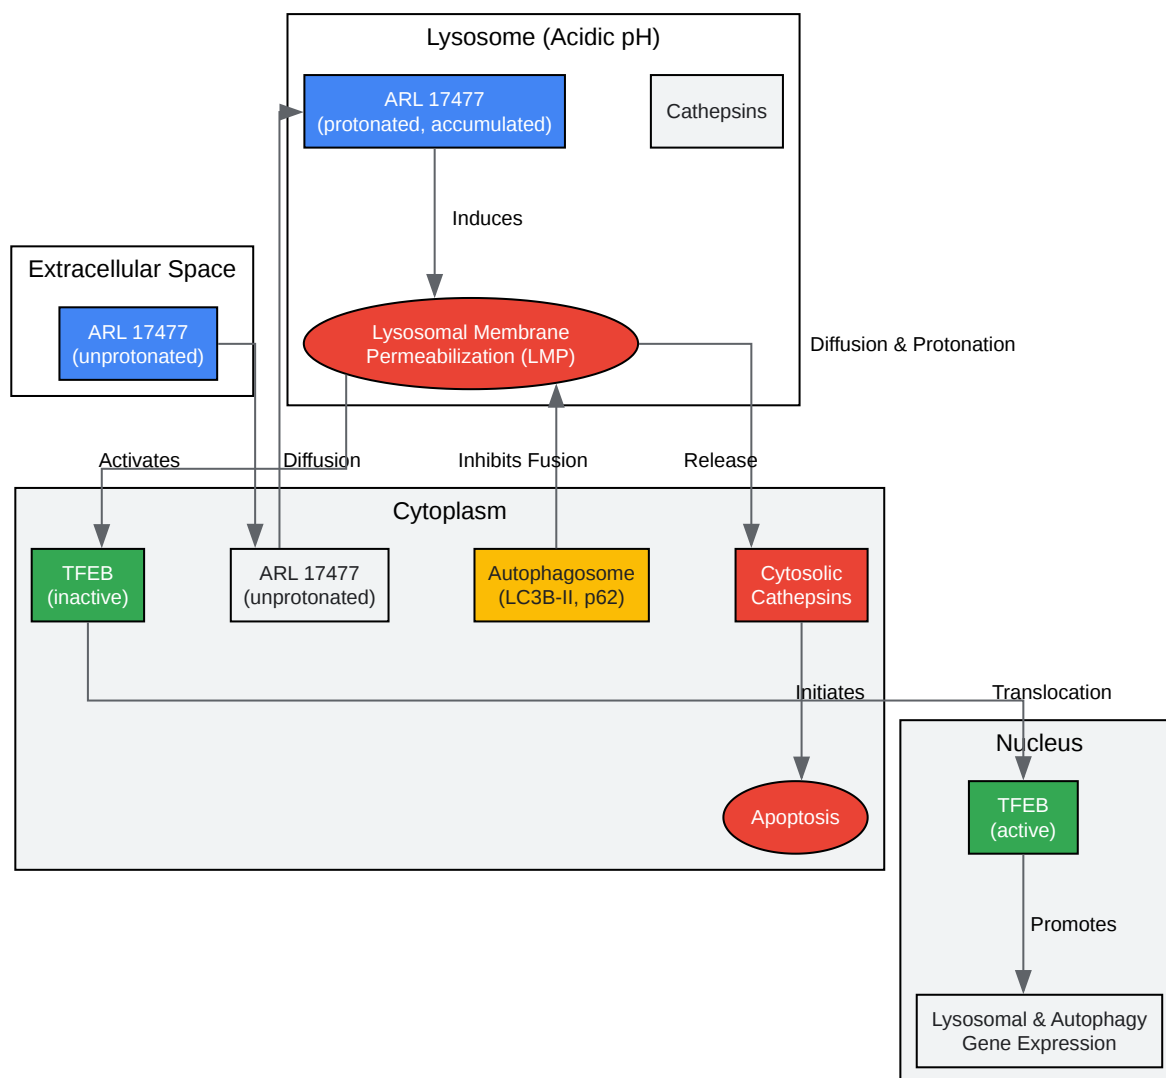 Lysosome (Acidic pH)
ARL 17477
(protonated, accumulated)
Cathepsins
Induces
Extracellular Space
ARL 17477
(unprotonated)
Lysosomal Membrane
Permeabilization (LMP)
Diffusion & Protonation
Activates
Diffusion
Inhibits Fusion
Release
Cytoplasm
TFEB
(inactive)
ARL 17477
(unprotonated)
Autophagosome
(LC3B-II, p62)
Cytosolic
Cathepsins
Initiates
Translocation
Nucleus
Apoptosis
TFEB
(active)
Promotes
Lysosomal & Autophagy
Gene Expression